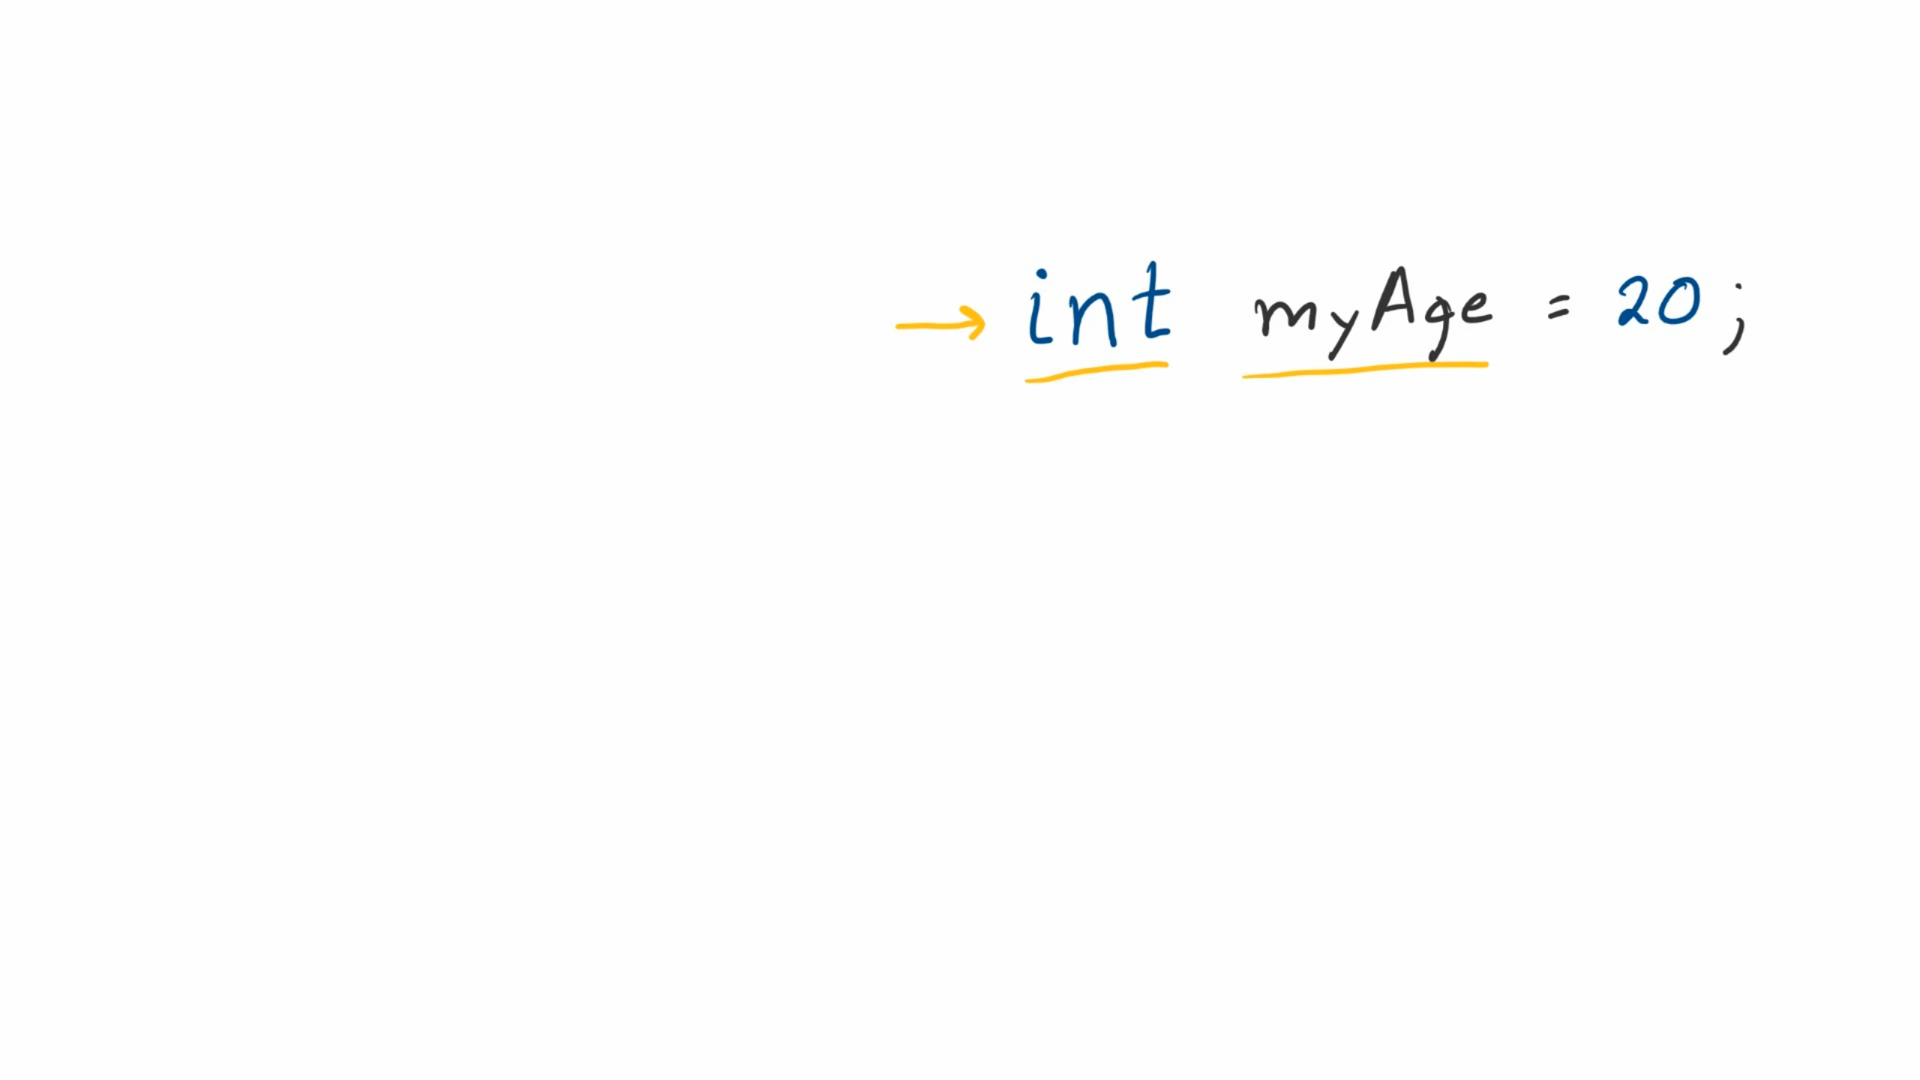 → int myAge = 20;